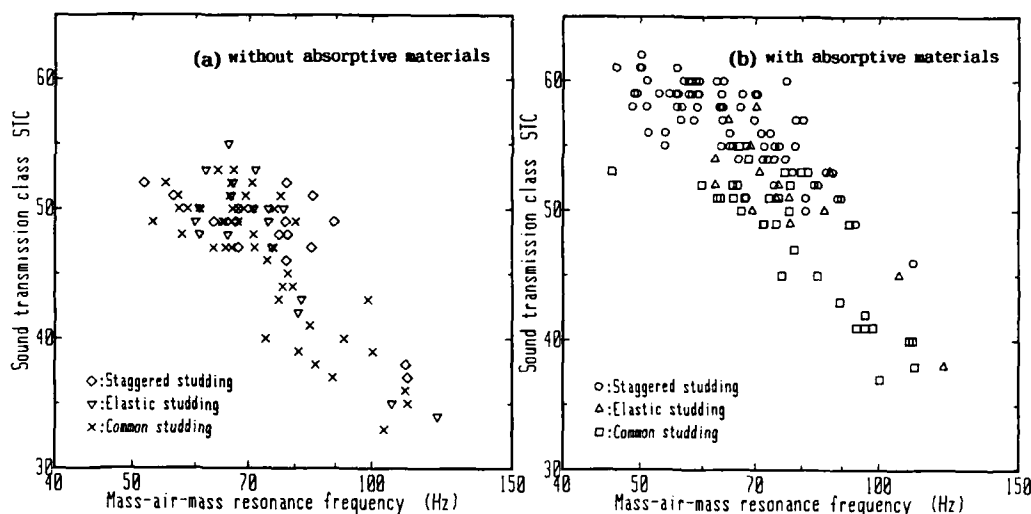 (a) without absorptive materials
Sound transmission class STC
60
50
40
30
◇:Staggered studding
▽:Elastic studding
×:Common studding
40 50 70 100 150
Mass-air-mass resonance frequency (Hz)
(b) with absorptive materials
Sound transmission class STC
60
50
40
30
○:Staggered studding
△:Elastic studding
□:Common studding
40 50 70 100 150
Mass-air-mass resonance frequency (Hz)